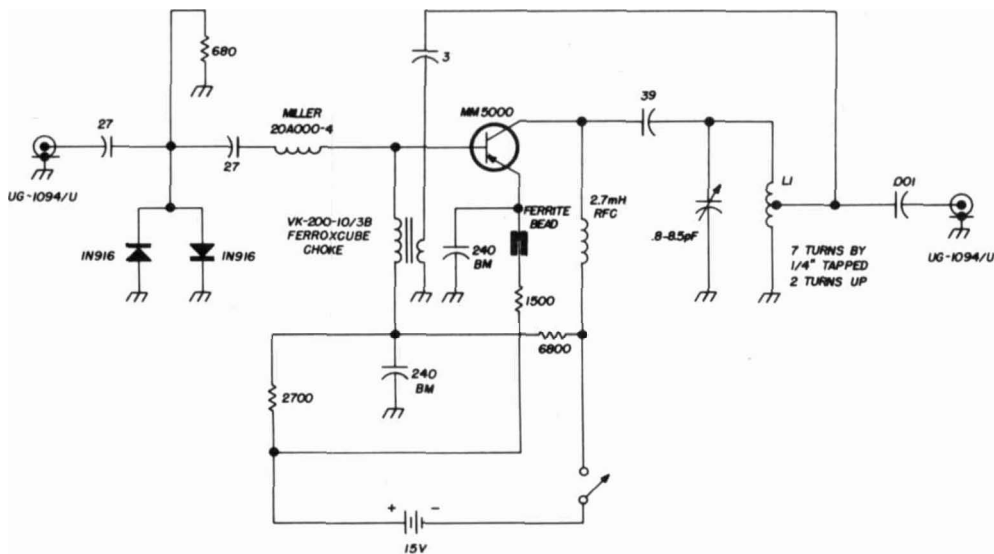 680
3
MILLER
20A000-4
MM5000
39
27
27
UG-1094/U
1N916
1N916
VK-200-10/3B
FERROXCUBE
CHOKE
240
BM
FERRITE
BEAD
2.7mH
RFC
.8-8.5pF
L1
.001
UG-1094/U
7 TURNS BY
1/4" TAPPED
2 TURNS UP
1500
6800
240
BM
2700
+
-
15V